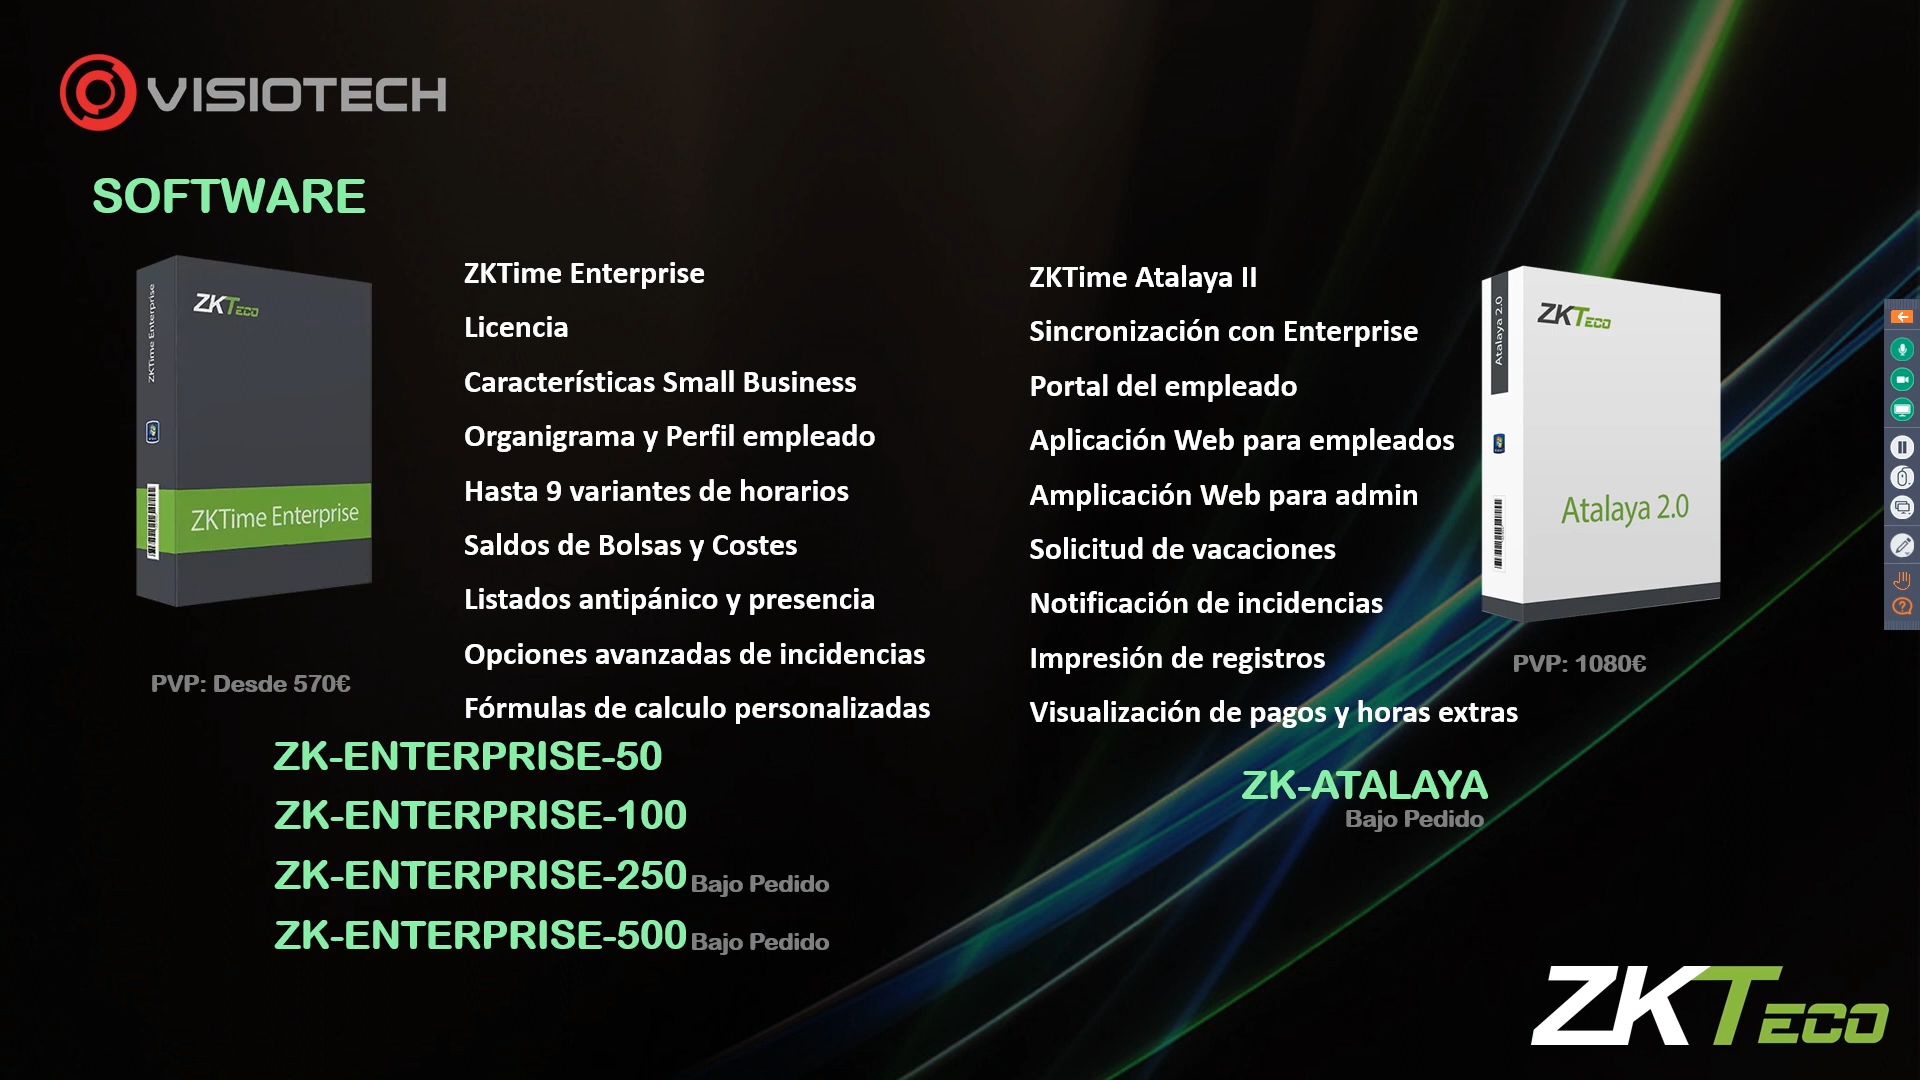 VISIOTECH
SOFTWARE
ZKTime Enterprise
ZKTECO
ZKTime Enterprise
PVP: Desde 570€
ZKTime Enterprise
Licencia
Características Small Business
Organigrama y Perfil empleado
Hasta 9 variantes de horarios
Saldos de Bolsas y Costes
Listados antipánico y presencia
Opciones avanzadas de incidencias
Fórmulas de calculo personalizadas
ZK-ENTERPRISE-50
ZK-ENTERPRISE-100
ZK-ENTERPRISE-250 Bajo Pedido
ZK-ENTERPRISE-500 Bajo Pedido
ZKTime Atalaya II
Sincronización con Enterprise
Portal del empleado
Aplicación Web para empleados
Amplicación Web para admin
Solicitud de vacaciones
Notificación de incidencias
Impresión de registros
Visualización de pagos y horas extras
Atalaya 2.0
ZKTECO
Atalaya 2.0
PVP: 1080€
ZK-ATALAYA
Bajo Pedido
ZKTECO